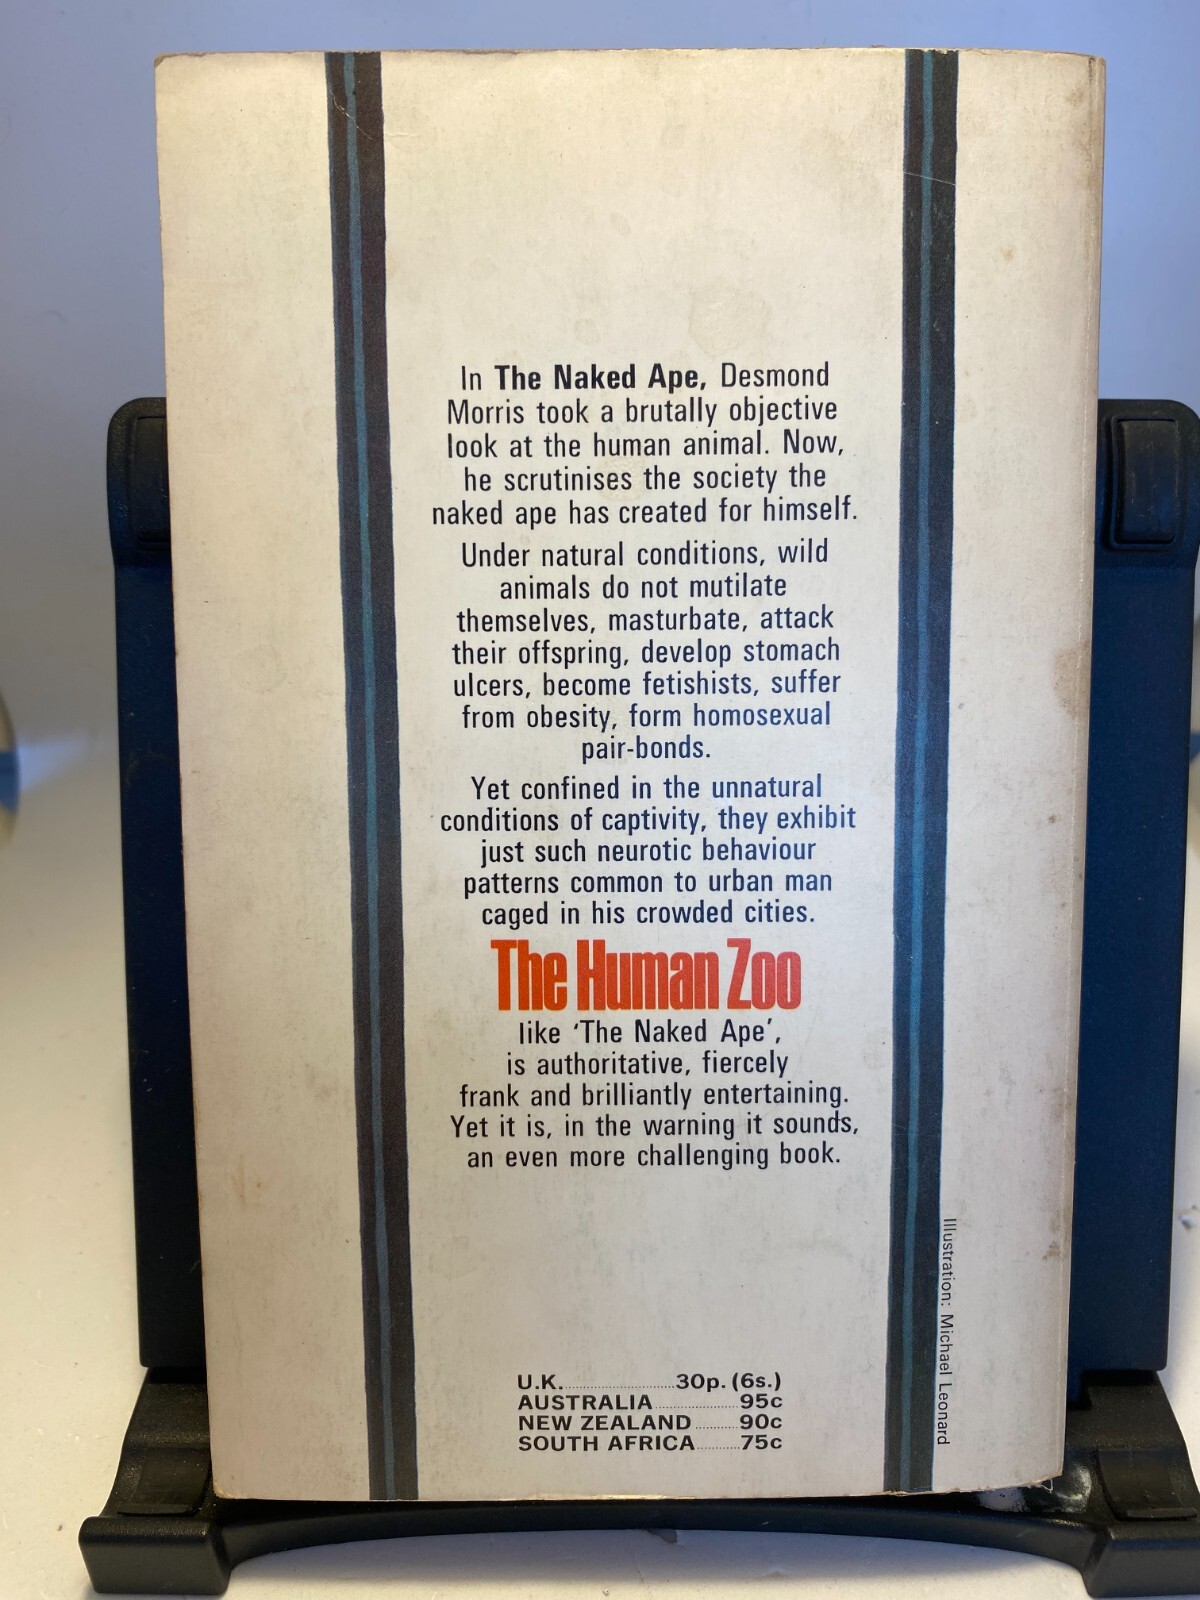 In The Naked Ape, Desmond
Morris took a brutally objective
look at the human animal. Now,
he scrutinises the society the
naked ape has created for himself.
Under natural conditions, wild
animals do not mutilate
themselves, masturbate, attack
their offspring, develop stomach
ulcers, become fetishists, suffer
from obesity, form homosexual
pair-bonds.
Yet confined in the unnatural
conditions of captivity, they exhibit
just such neurotic behaviour
patterns common to urban man
caged in his crowded cities.
The Human Zoo
like ‘The Naked Ape’,
is authoritative, fiercely
frank and brilliantly entertaining.
Yet it is, in the warning it sounds,
an even more challenging book.
Illustration: Michael Leonard
U.K. 30p. (6s.)
AUSTRALIA 95c
NEW ZEALAND 90c
SOUTH AFRICA 75c